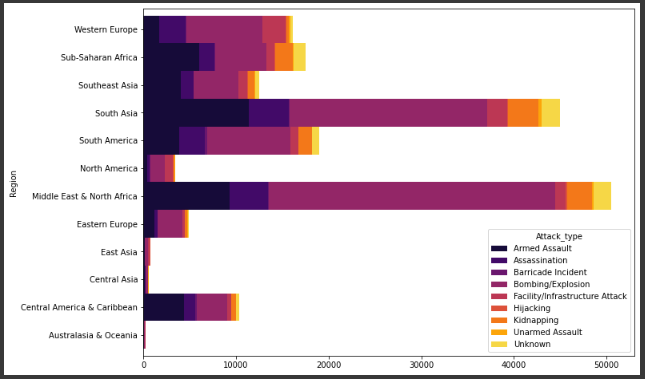 Region
Western Europe
Sub-Saharan Africa
Southeast Asia
South Asia
South America
North America
Middle East & North Africa
Eastern Europe
East Asia
Central Asia
Central America & Caribbean
Australasia & Oceania
Attack_type
Armed Assault
Assassination
Barricade Incident
Bombing/Explosion
Facility/Infrastructure Attack
Hijacking
Kidnapping
Unarmed Assault
Unknown
0 10000 20000 30000 40000 50000